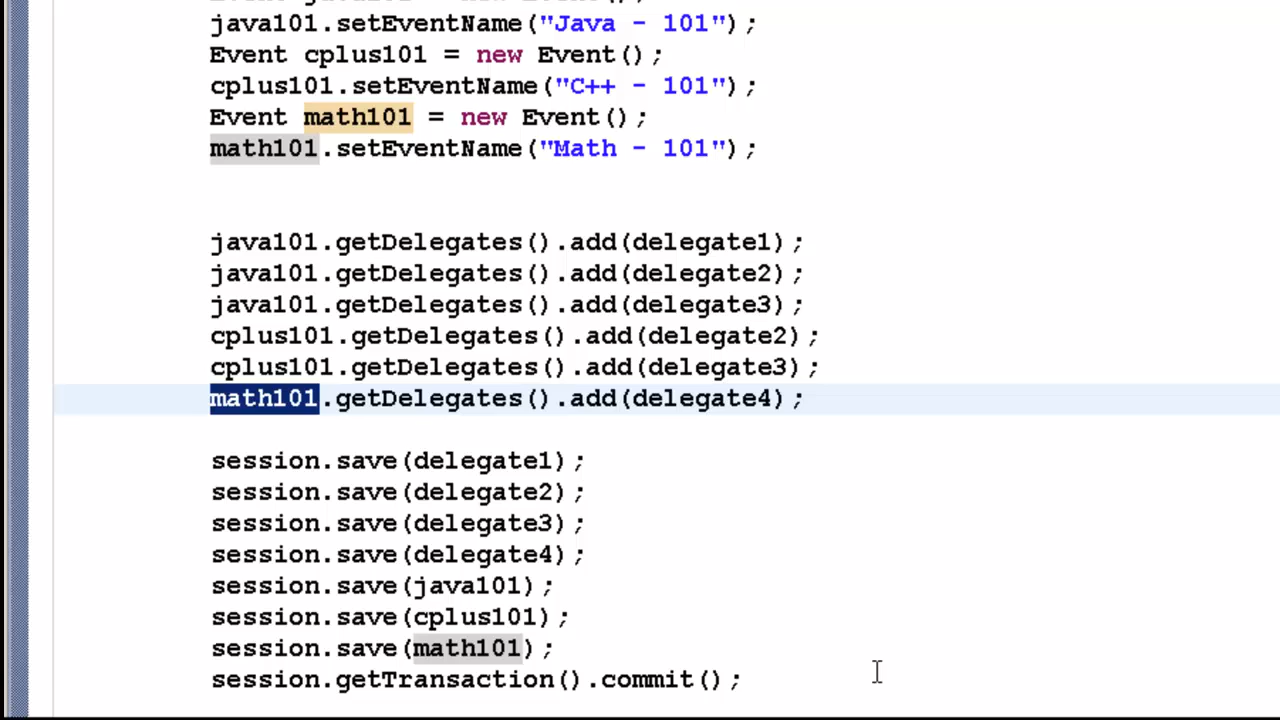 java101.setEventName("Java - 101");
Event cplus101 = new Event();
cplus101.setEventName("C++ - 101");
Event math101 = new Event();
math101.setEventName("Math - 101");
java101.getDelegates().add(delegate1);
java101.getDelegates().add(delegate2);
java101.getDelegates().add(delegate3);
cplus101.getDelegates().add(delegate2);
cplus101.getDelegates().add(delegate3);
math101.getDelegates().add(delegate4);
session.save(delegate1);
session.save(delegate2);
session.save(delegate3);
session.save(delegate4);
session.save(java101);
session.save(cplus101);
session.save(math101);
session.getTransaction().commit();